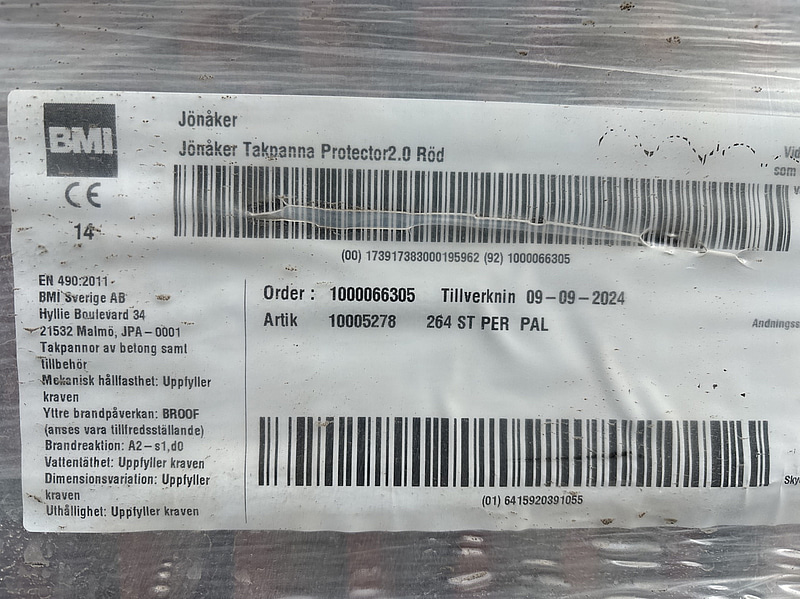 BMI
Jönåker
Jönåker Takpanna Protector2.0 Röd
Vid
som
CE
14
(00) 173917383000195962 (92) 1000066305
EN 490:2011
BMI Sverige AB
Hyllie Boulevard 34
21532 Malmö, JPA-0001
Takpannor av betong samt
tillbehör
Mekanisk hållfasthet: Uppfyller
kraven
Yttre brandpåverkan: BROOF
(anses vara tillfredsställande)
Brandreaktion: A2-s1,d0
Vattentäthet: Uppfyller kraven
Dimensionsvariation: Uppfyller
kraven
Uthållighet: Uppfyller kraven
Order : 1000066305 Tillverknin 09-09-2024
Artik 10005278 264 ST PER PAL
Andningss
(01) 6415920391055